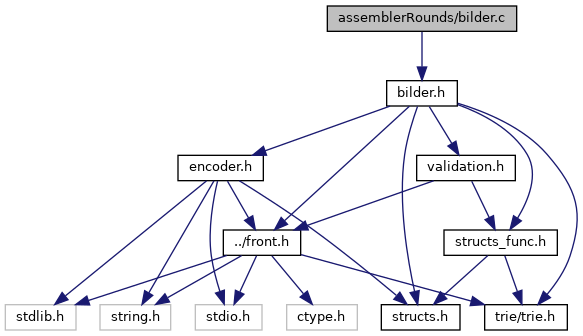 assemblerRounds/bilder.c
bilder.h
encoder.h
validation.h
../front.h
structs_func.h
stdlib.h
string.h
stdio.h
ctype.h
structs.h
trie/trie.h